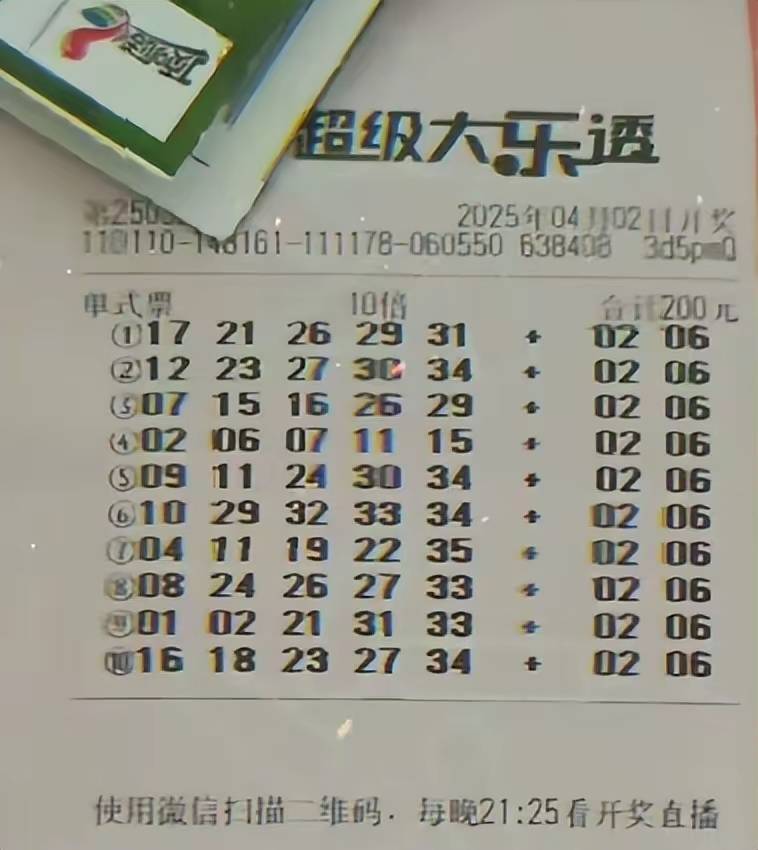 超级大乐透
2025年04月02日开奖
111178-060550 638408
单式票 10倍 合计200元
①17 21 26 29 31 + 02 06
②12 23 27 30 34 + 02 06
③07 15 16 26 29 + 02 06
④02 06 07 11 15 + 02 06
⑤09 11 24 30 34 + 02 06
⑥10 29 32 33 34 + 02 06
⑦04 11 19 22 35 + 02 06
⑧08 24 26 27 33 + 02 06
⑨01 02 21 31 33 + 02 06
⑩16 18 23 27 34 + 02 06
使用微信扫描二维码. 每晚21:25看开奖直播